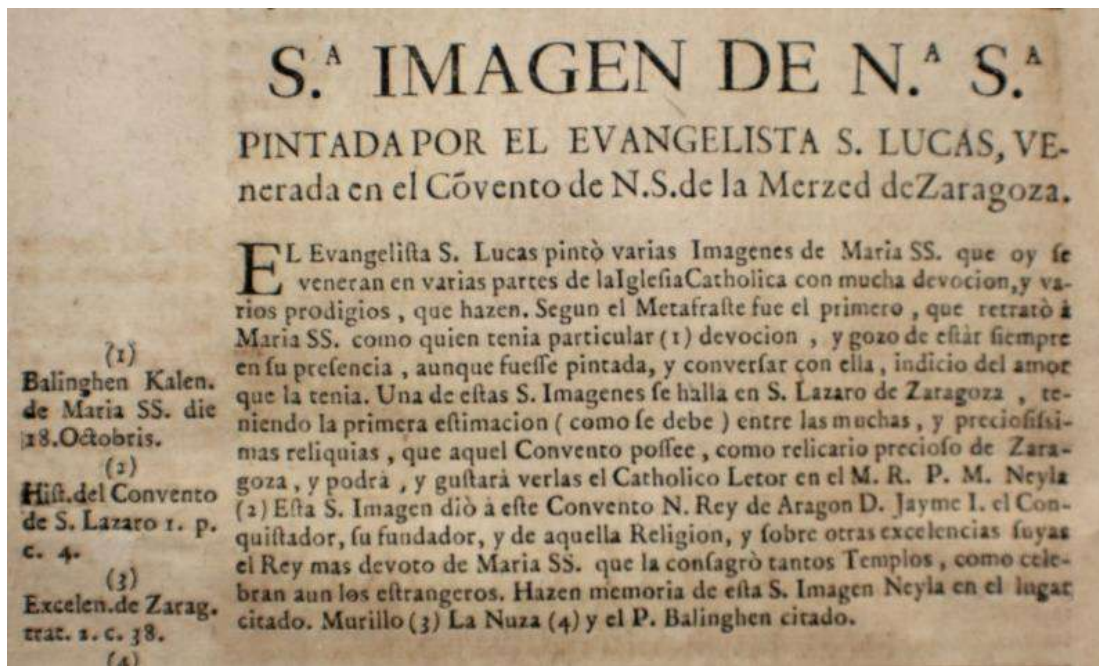 S.ᴬ IMAGEN DE N.ᴬ S.ᴬ
PINTADA POR EL EVANGELISTA S. LUCAS, VE-
nerada en el Cõvento de N.S.de la Merzed deZaragoza.
EL Evangeliſta S. Lucas pintò varias Imagenes de Maria SS. que oy ſe
veneran en varias partes de laIgleſiaCatholica con mucha devocion,y va-
rios prodigios , que hazen. Segun el Metafraſte fue el primero , que retratò à
Maria SS. como quien tenia particular (1) devocion , y gozo de eſtàr ſiempre
en ſu preſencia , aunque fueſſe pintada, y converſar con ella , indicio del amor
que la tenia. Una de eſtas S. Imagenes ſe halla en S. Lazaro de Zaragoza , te-
niendo la primera eſtimacion ( como ſe debe ) entre las muchas , y precioſiſsi-
mas reliquias , que aquel Convento poſſee , como relicario precioſo de Zara-
goza , y podrà , y guſtarà verlas el Catholico Letor en el M. R. P. M. Neyla
(2) Eſta S. Imagen diò à eſte Convento N. Rey de Aragon D. Jayme I. el Con-
quiſtador, ſu fundador, y de aquella Religion, y ſobre otras excelencias ſuyas
el Rey mas devoto de Maria SS. que la conſagrò tantos Templos , como cele-
bran aun los eſtrangeros. Hazen memoria de eſta S. Imagen Neyla en el lugar
citado. Murillo (3) La Nuza (4) y el P. Balinghen citado.
(1)
Balinghen Kalen.
de Maria SS. die
18.Octobris.
(2)
Hiſt.del Convento
de S. Lazaro 1. p.
c. 4.
(3)
Excelen.de Zarag.
trat. 2. c. 38.
(4)